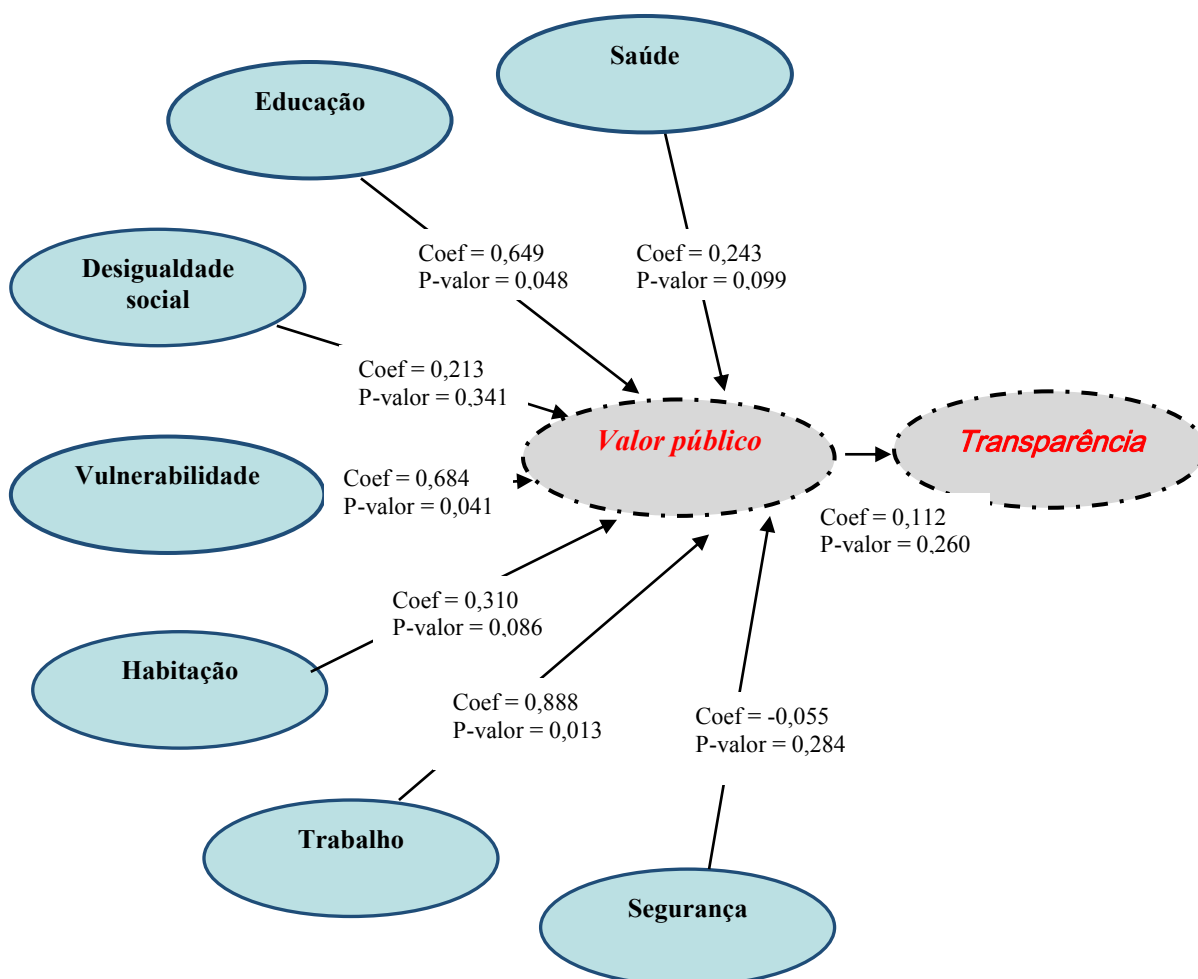 Saúde
Educação
Coef = 0,649
P-valor = 0,048
Coef = 0,243
P-valor = 0,099
Desigualdade
social
Coef = 0,213
P-valor = 0,341
Valor público
Transparência
Vulnerabilidade
Coef = 0,684
P-valor = 0,041
Coef = 0,112
P-valor = 0,260
Coef = 0,310
P-valor = 0,086
Habitação
Coef = 0,888
P-valor = 0,013
Coef = -0,055
P-valor = 0,284
Trabalho
Segurança